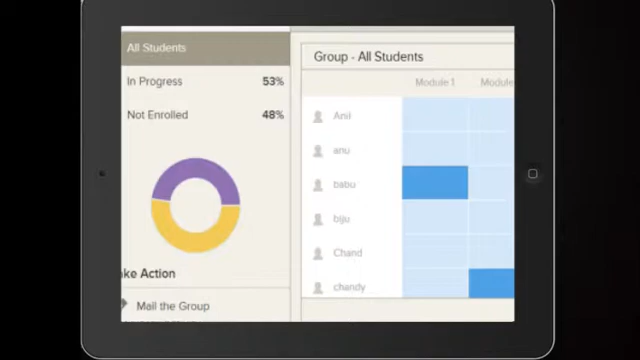 All Students
In Progress 53%
Not Enrolled 48%
ke Action
Mail the Group
Group - All Students
Module 1 Module
Anil
anu
babu
biju
Chand
chandy